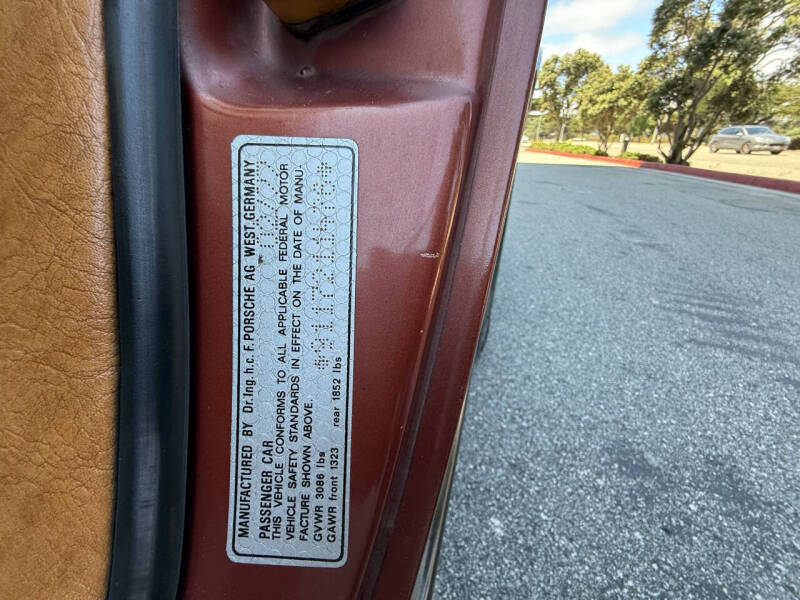 MANUFACTURED BY Dr.Ing.h.c.F.PORSCHE AG WEST GERMANY
PASSENGER CAR
THIS VEHICLE CONFORMS TO ALL APPLICABLE FEDERAL MOTOR
VEHICLE SAFETY STANDARDS IN EFFECT ON THE DATE OF MANU-
FACTURE SHOWN ABOVE.
GVWR 3086 lbs
GAWR front 1323 rear 1852 lbs